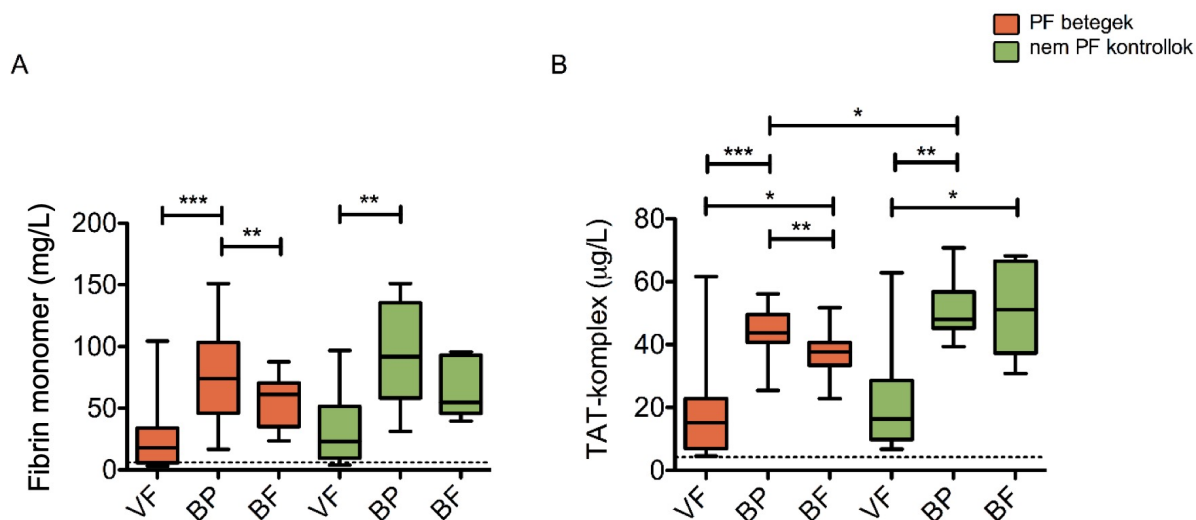 PF betegek
nem PF kontrollok
A
B
Fibrin monomer (mg/L)
200
150
100
50
0
***
**
**
VF
BP
BF
VF
BP
BF
TAT-komplex (µg/L)
80
60
40
20
0
*
***
**
*
*
**
VF
BP
BF
VF
BP
BF